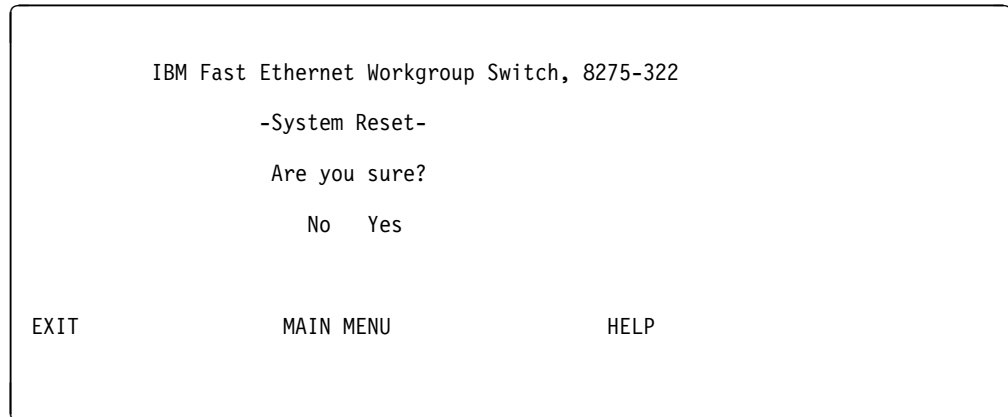 IBM Fast Ethernet Workgroup Switch, 8275-322
-System Reset-
Are you sure?
No Yes
EXIT MAIN MENU HELP